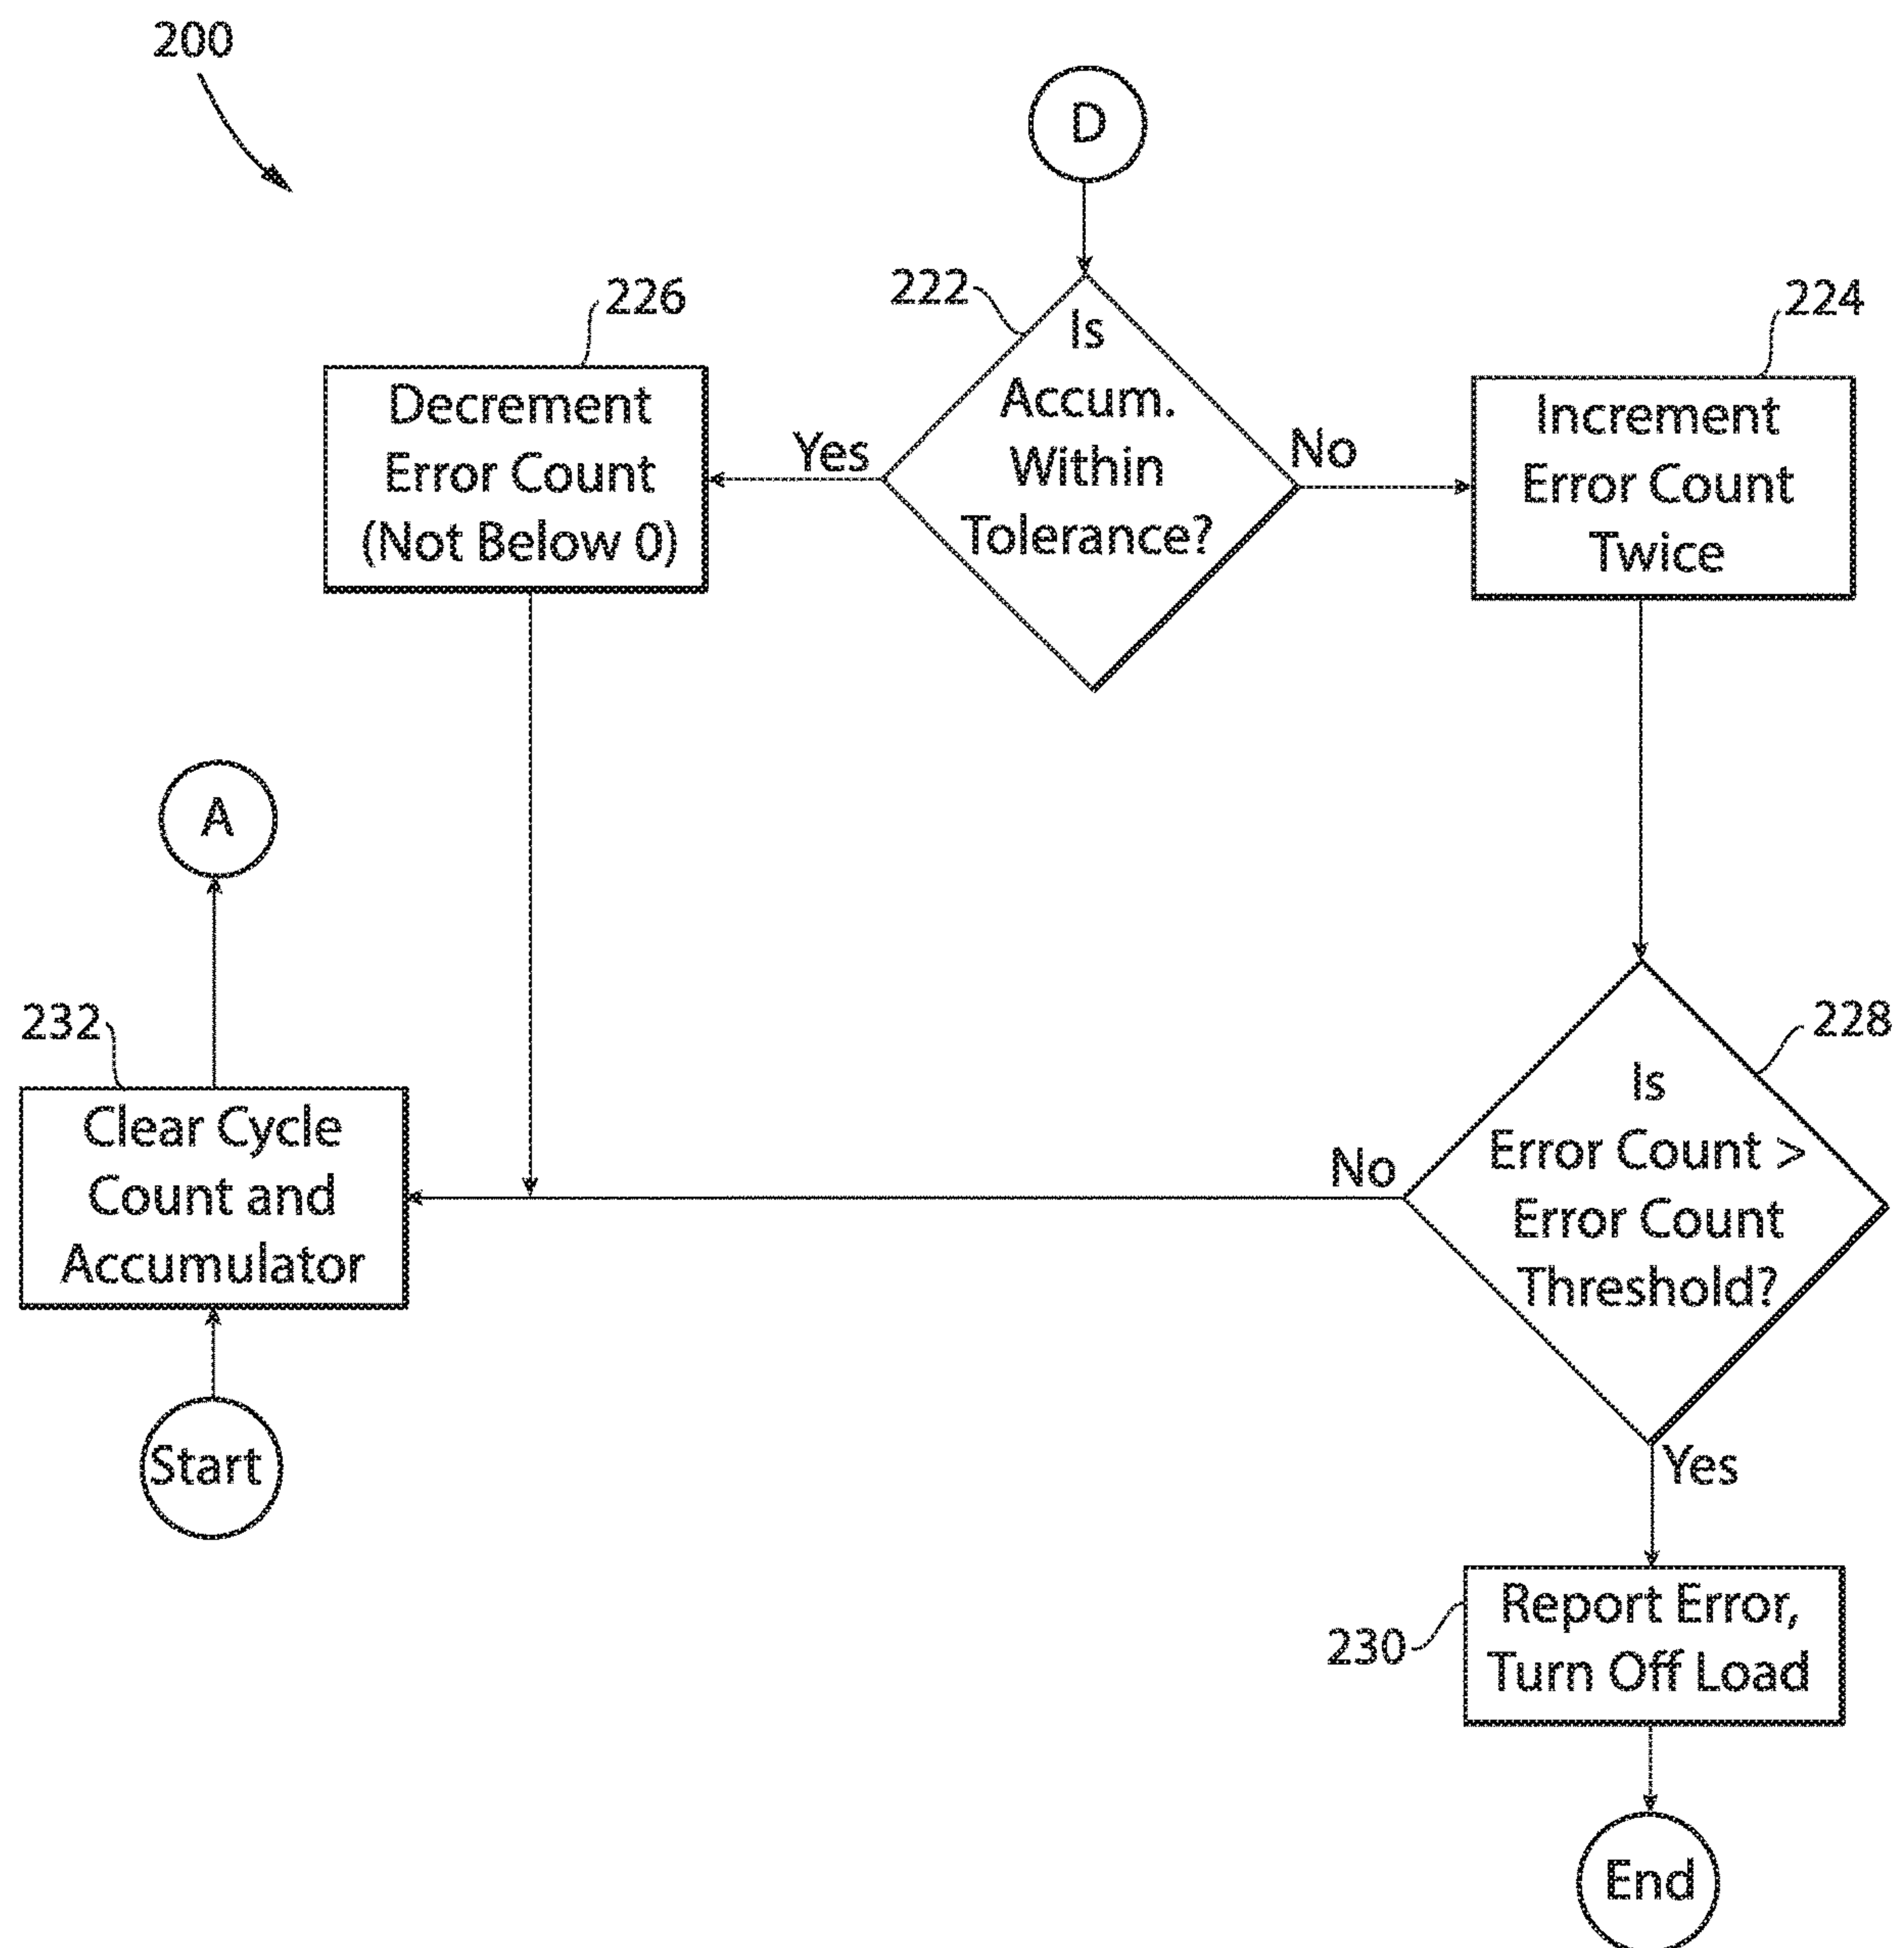 200
D
222
Is
Accum.
Within
Tolerance?
Yes
No
226
Decrement
Error Count
(Not Below 0)
224
Increment
Error Count
Twice
A
232
Clear Cycle
Count and
Accumulator
Start
228
Is
Error Count >
Error Count
Threshold?
No
Yes
230
Report Error,
Turn Off Load
End